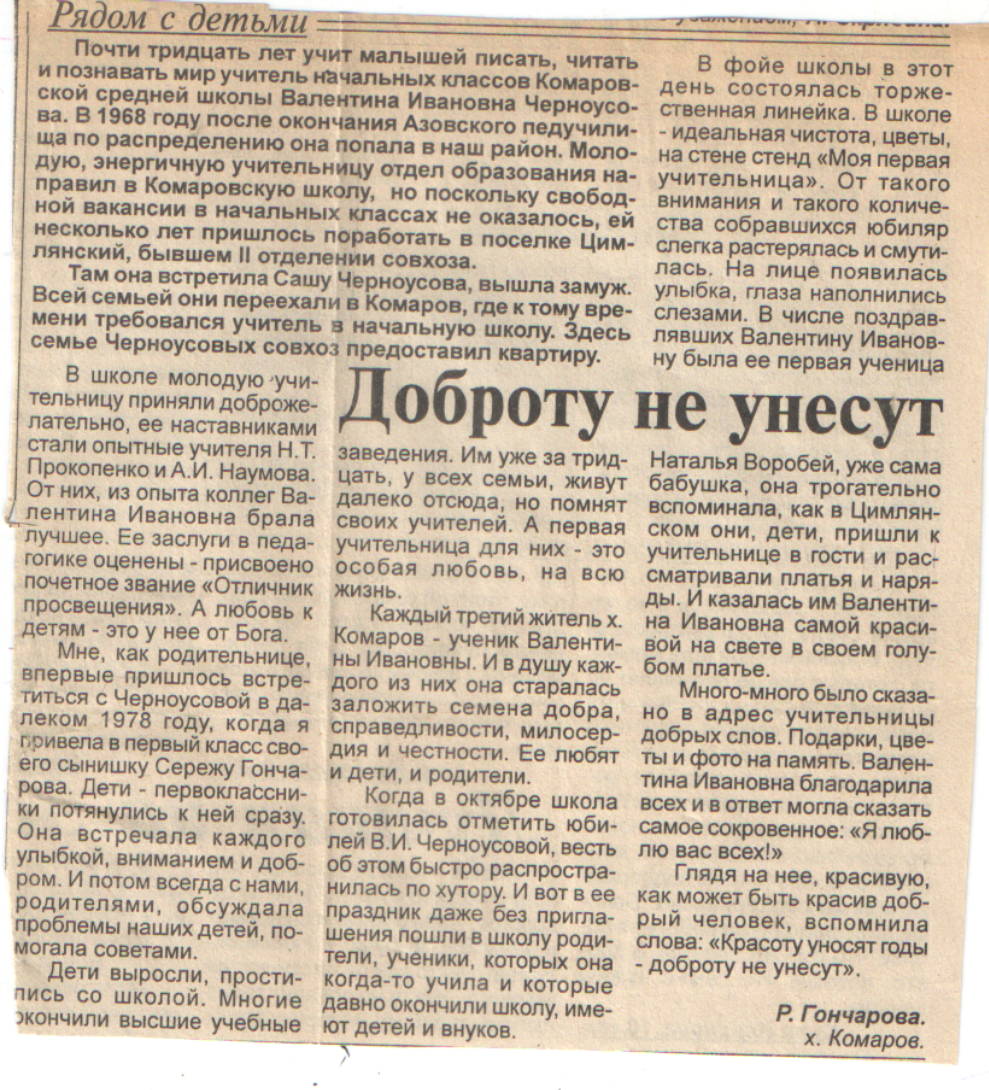 Рядом с детьми
Почти тридцать лет учит малышей писать, читать
и познавать мир учитель начальных классов Комаров-
ской средней школы Валентина Ивановна Черноусо-
ва. В 1968 году после окончания Азовского педучили-
ща по распределению она попала в наш район. Моло-
дую, энергичную учительницу отдел образования на-
правил в Комаровскую школу, но поскольку свобод-
ной вакансии в начальных классах не оказалось, ей
несколько лет пришлось поработать в поселке Цим-
лянский, бывшем II отделении совхоза.
Там она встретила Сашу Черноусова, вышла замуж.
Всей семьей они переехали в Комаров, где к тому вре-
мени требовался учитель в начальную школу. Здесь
семье Черноусовых совхоз предоставил квартиру.
Доброту не унесут
В школе молодую учи-
тельницу приняли доброже-
лательно, ее наставниками
стали опытные учителя Н.Т.
Прокопенко и А.И. Наумова.
От них, из опыта коллег Ва-
лентина Ивановна брала
лучшее. Ее заслуги в педа-
гогике оценены - присвоено
почетное звание «Отличник
просвещения». А любовь к
детям - это у нее от Бога.
Мне, как родительнице,
впервые пришлось встре-
титься с Черноусовой в да-
леком 1978 году, когда я
привела в первый класс сво-
его сынишку Сережу Гонча-
рова. Дети - первоклассни-
ки потянулись к ней сразу.
Она встречала каждого
улыбкой, вниманием и доб-
ром. И потом всегда с нами,
родителями, обсуждала
проблемы наших детей, по-
могала советами.
Дети выросли, прости-
лись со школой. Многие
окончили высшие учебные
заведения. Им уже за трид-
цать, у всех семьи, живут
далеко отсюда, но помнят
своих учителей. А первая
учительница для них - это
особая любовь, на всю
жизнь.
Каждый третий житель х.
Комаров - ученик Валенти-
ны Ивановны. И в душу каж-
дого из них она старалась
заложить семена добра,
справедливости, милосер-
дия и честности. Ее любят
и дети, и родители.
Когда в октябре школа
готовилась отметить юби-
лей В.И. Черноусовой, весть
об этом быстро распростра-
нилась по хутору. И вот в ее
праздник даже без пригла-
шения пошли в школу роди-
тели, ученики, которых она
когда-то учила и которые
давно окончили школу, име-
ют детей и внуков.
В фойе школы в этот
день состоялась торже-
ственная линейка. В школе
- идеальная чистота, цветы,
на стене стенд «Моя первая
учительница». От такого
внимания и такого количе-
ства собравшихся юбиляр
слегка растерялась и смути-
лась. На лице появилась
улыбка, глаза наполнились
слезами. В числе поздрав-
лявших Валентину Ивановн-
ну была ее первая ученица
Наталья Воробей, уже сама
бабушка, она трогательно
вспоминала, как в Цимлян-
ском они, дети, пришли к
учительнице в гости и рас-
сматривали платья и наря-
ды. И казалась им Валенти-
на Ивановна самой краси-
вой на свете в своем голу-
бом платье.
Много-много было сказа-
но в адрес учительницы
добрых слов. Подарки, цве-
ты и фото на память. Вален-
тина Ивановна благодарила
всех и в ответ могла сказать
самое сокровенное: «Я люб-
лю вас всех!»
Глядя на нее, красивую,
как может быть красив доб-
рый человек, вспомнила
слова: «Красоту уносят годы
- доброту не унесут».
Р. Гончарова.
х. Комаров.